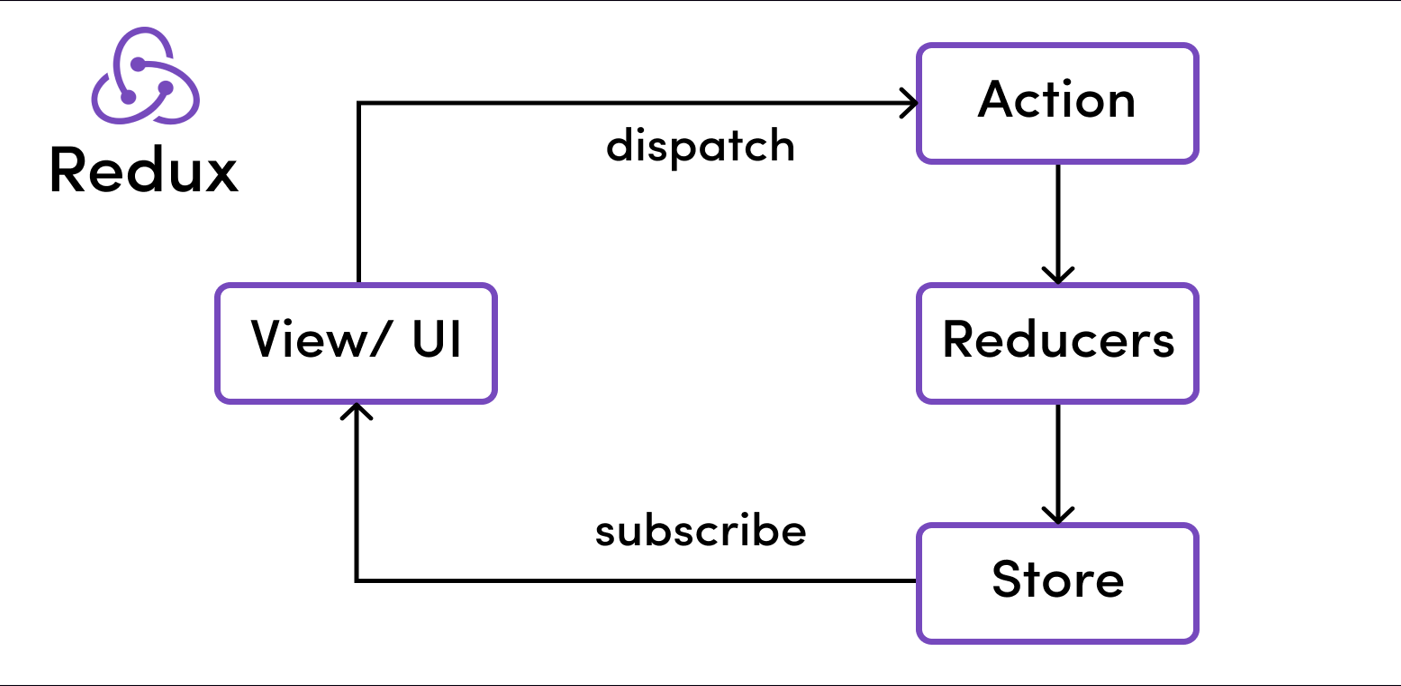 Redux
Action
dispatch
View/ UI
Reducers
subscribe
Store